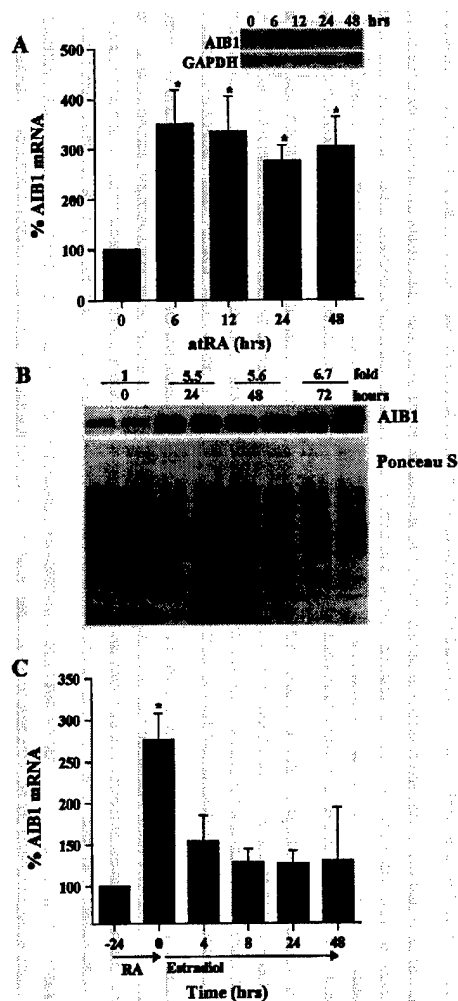 A
0 6 12 24 48 hrs
AIB1
GAPDH
% AIB1 mRNA
500
400
300
200
100
0
* * * * 
0 6 12 24 48
atRA (hrs)
B
1 5.5 5.6 6.7 fold
0 24 48 72 hours
AIB1
Ponceau S
C
% AIB1 mRNA
350
300
250
200
150
100
*
-24 0 4 8 24 48
RA Estradiol
Time (hrs)